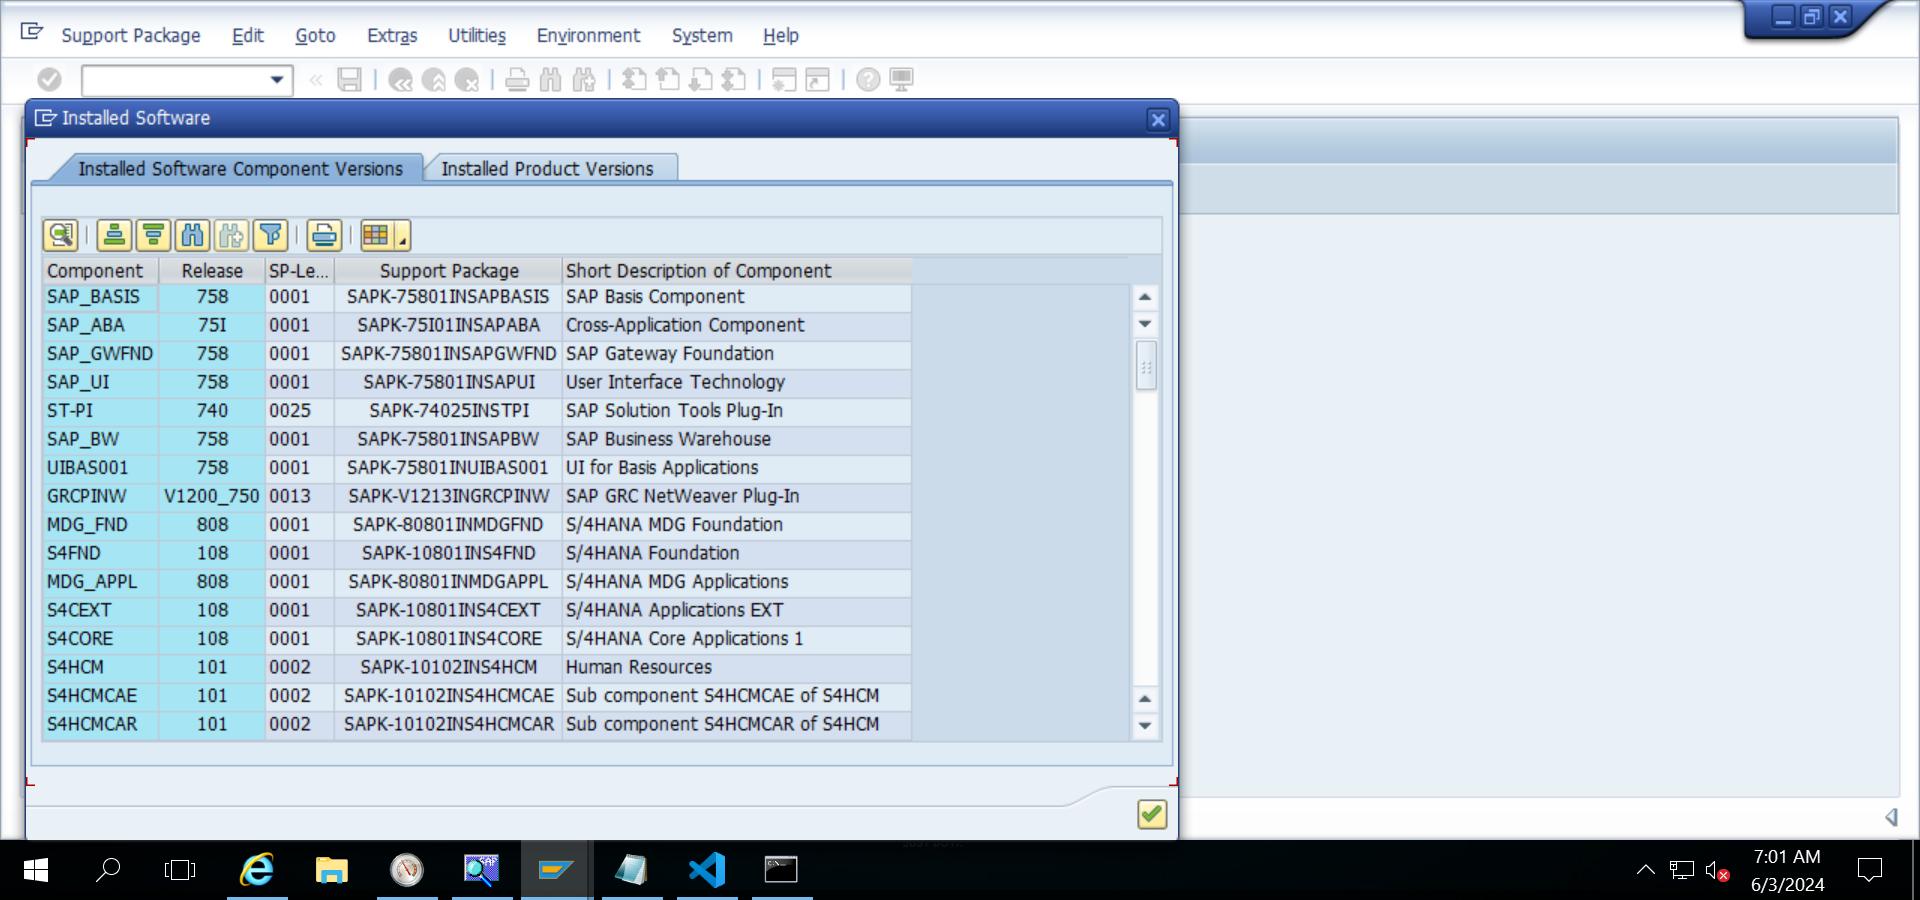 Support Package Edit Goto Extras Utilities Environment System Help
Installed Software
Installed Software Component Versions Installed Product Versions
Component Release SP-Le... Support Package Short Description of Component
SAP_BASIS 758 0001 SAPK-75801INSAPBASIS SAP Basis Component
SAP_ABA 75I 0001 SAPK-75I01INSAPABA Cross-Application Component
SAP_GWFND 758 0001 SAPK-75801INSAPGWFND SAP Gateway Foundation
SAP_UI 758 0001 SAPK-75801INSAPUI User Interface Technology
ST-PI 740 0025 SAPK-74025INSTPI SAP Solution Tools Plug-In
SAP_BW 758 0001 SAPK-75801INSAPBW SAP Business Warehouse
UIBAS001 758 0001 SAPK-75801INUIBAS001 UI for Basis Applications
GRCPINW V1200_750 0013 SAPK-V1213INGRCPINW SAP GRC NetWeaver Plug-In
MDG_FND 808 0001 SAPK-80801INMDGFND S/4HANA MDG Foundation
S4FND 108 0001 SAPK-10801INS4FND S/4HANA Foundation
MDG_APPL 808 0001 SAPK-80801INMDGAPPL S/4HANA MDG Applications
S4CEXT 108 0001 SAPK-10801INS4CEXT S/4HANA Applications EXT
S4CORE 108 0001 SAPK-10801INS4CORE S/4HANA Core Applications 1
S4HCM 101 0002 SAPK-10102INS4HCM Human Resources
S4HCMCAE 101 0002 SAPK-10102INS4HCMCAE Sub component S4HCMCAE of S4HCM
S4HCMCAR 101 0002 SAPK-10102INS4HCMCAR Sub component S4HCMCAR of S4HCM
SAP
7:01 AM
6/3/2024